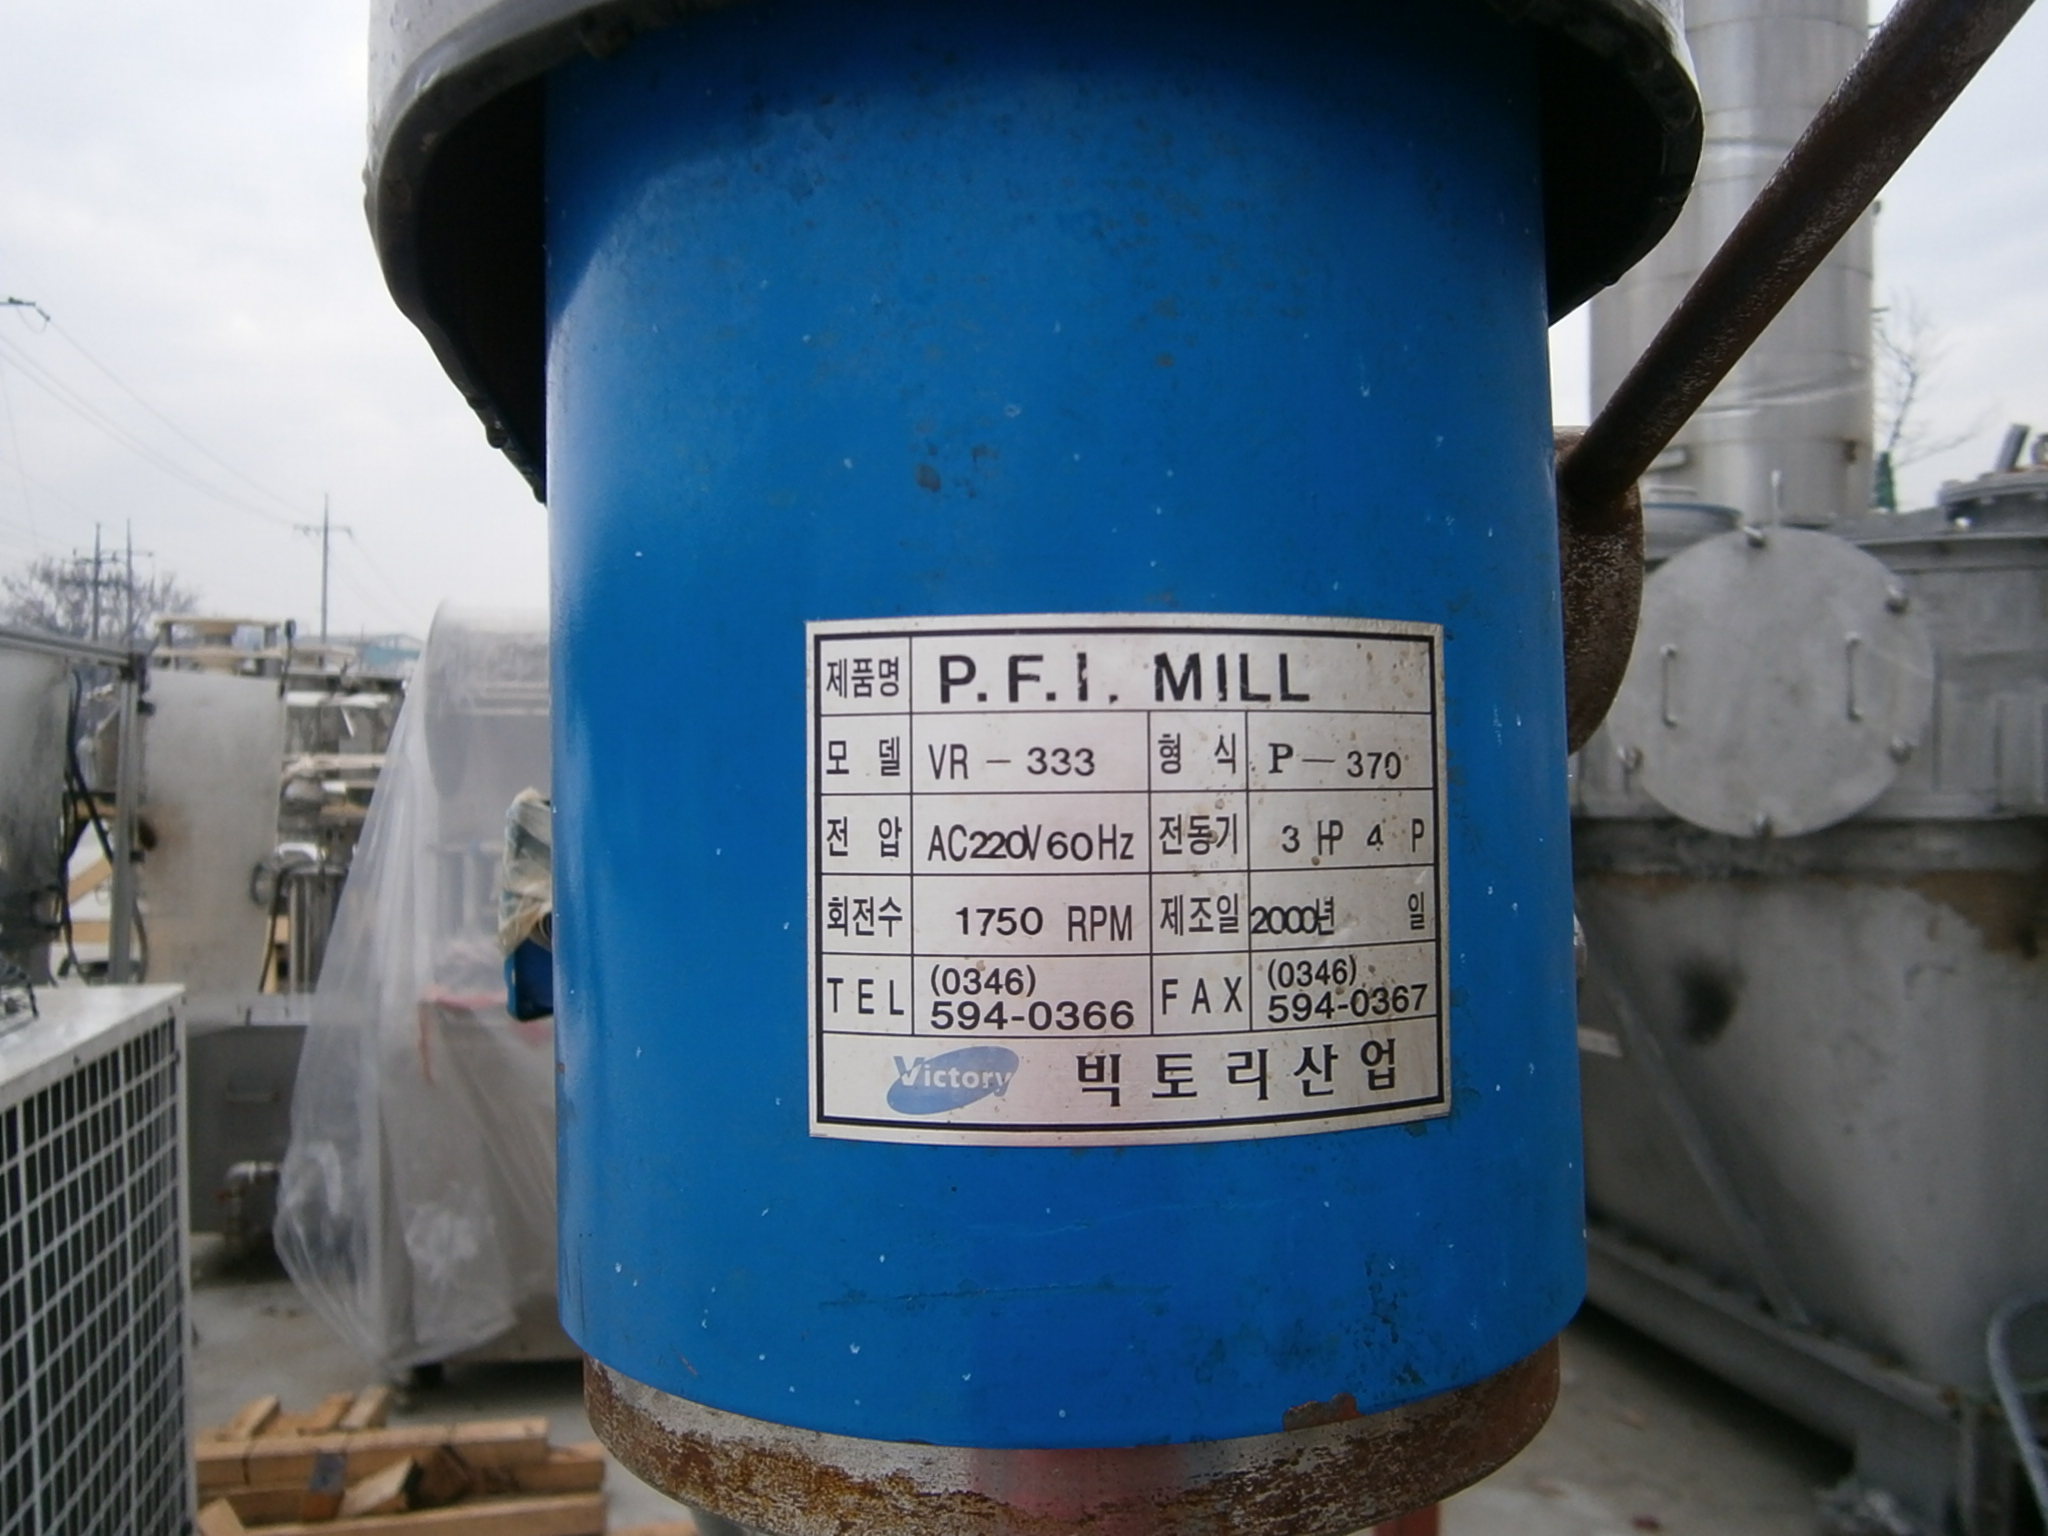 제품명 P.F.I. MILL
모 델 VR - 333 형 식 P - 370
전 압 AC220V 60Hz 전동기 3 HP 4 P
회전수 1750 RPM 제조일 2000년 일
TEL (0346) 594-0366 FAX (0346) 594-0367
Victory 빅토리산업